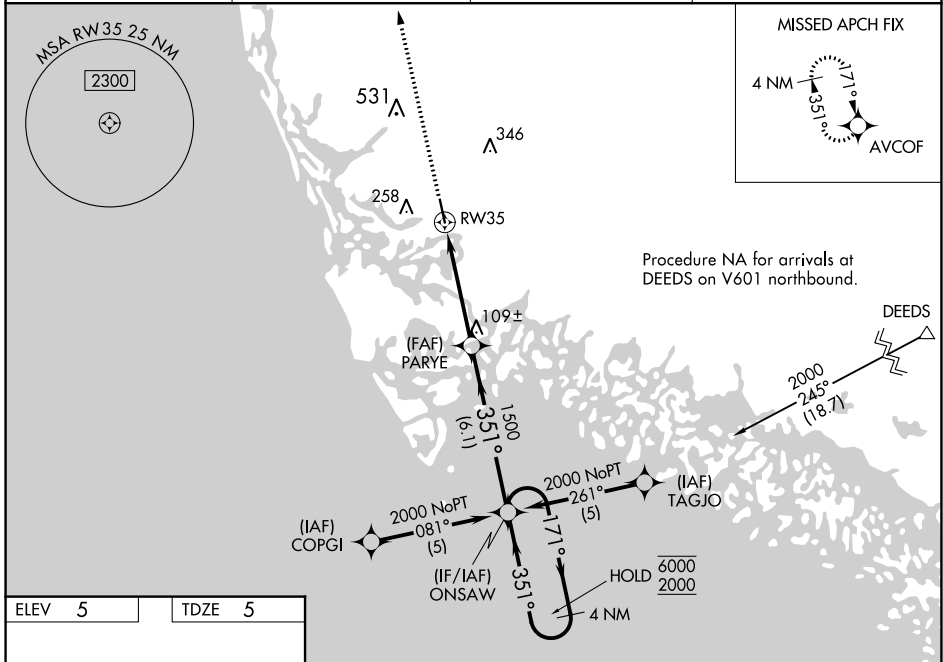 MSA RW35 25 NM
2300
531
346
258
RW35
MISSED APCH FIX
4 NM
171°
351°
AVCOF
Procedure NA for arrivals at
DEEDS on V601 northbound.
DEEDS
2000
245°
(18.7)
109±
(FAF)
PARYE
1500
351°
(6.1)
2000 NoPT
261°
(5)
(IAF)
TAGJO
2000 NoPT
081°
(5)
(IAF)
COPGI
(IF/IAF)
ONSAW
171°
351°
HOLD
6000
2000
4 NM
ELEV 5
TDZE 5